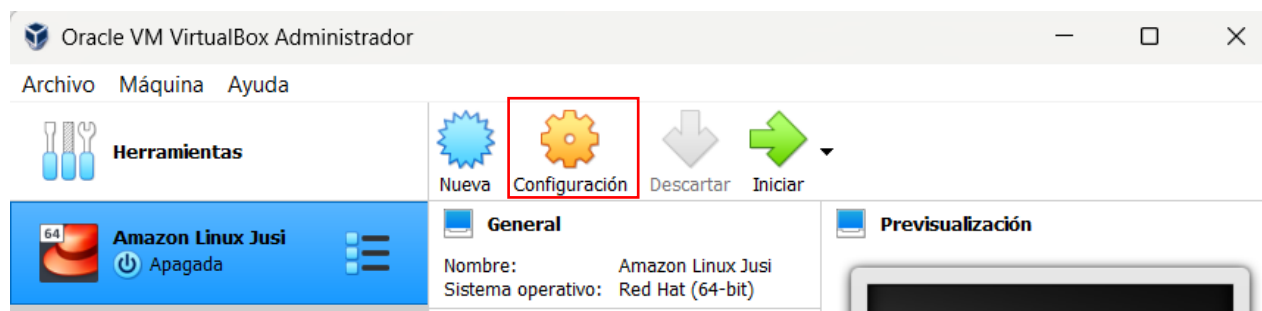 Oracle VM VirtualBox Administrador
Archivo Máquina Ayuda
Herramientas
Nueva Configuración Descartar Iniciar
64
Amazon Linux Jusi
Apagada
General
Nombre: Amazon Linux Jusi
Sistema operativo: Red Hat (64-bit)
Previsualización